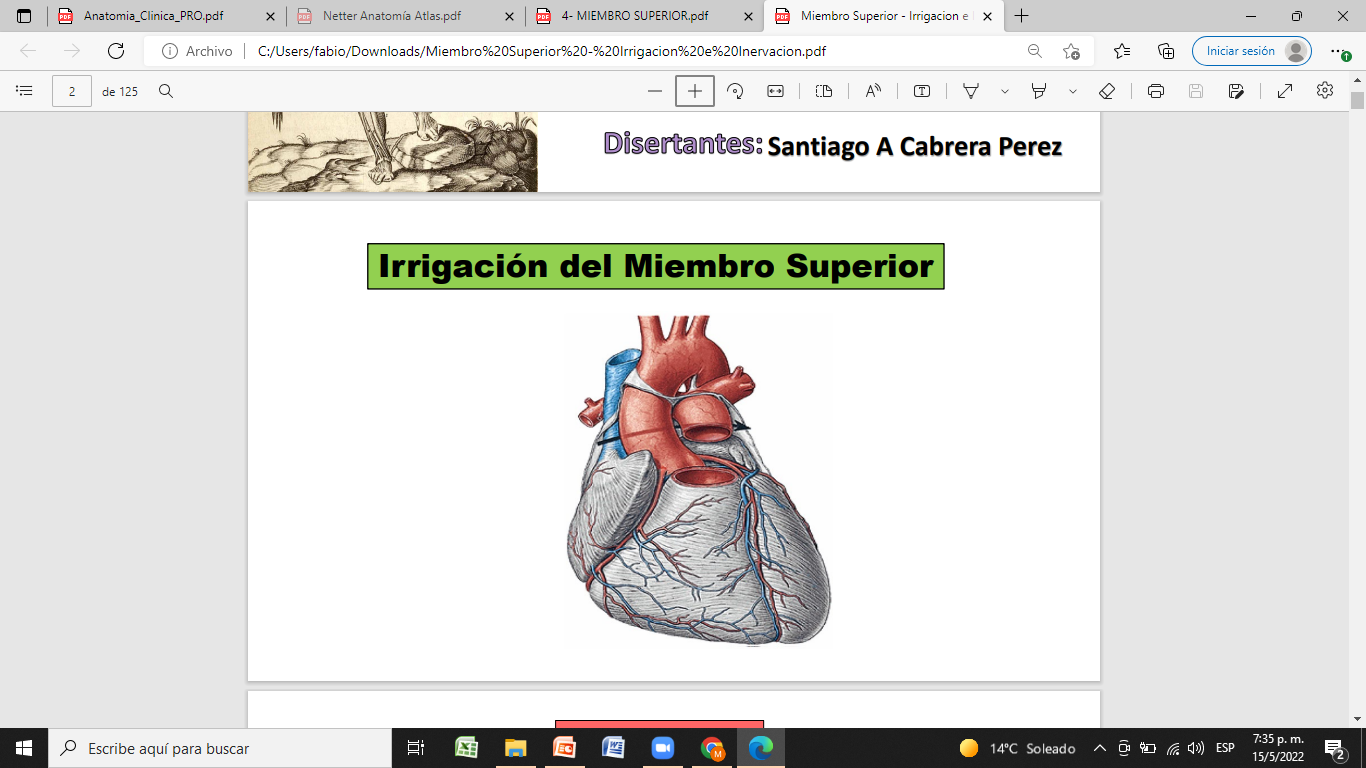 Anatomia_Clinica_PRO.pdf
Netter Anatomía Atlas.pdf
4- MIEMBRO SUPERIOR.pdf
Miembro Superior - Irrigacion e
Archivo
C:/Users/fabio/Downloads/Miembro%20Superior%20-%20Irrigacion%20e%20Inervacion.pdf
Iniciar sesión
2 de 125
Disertantes: Santiago A Cabrera Perez
Irrigación del Miembro Superior
Escribe aquí para buscar
14°C Soleado
ESP
7:35 p. m.
15/5/2022
2